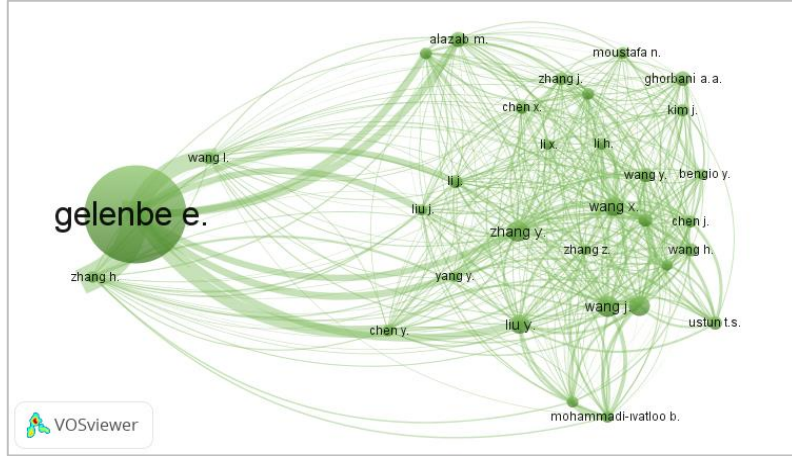 alazab m.
moustafa n.
zhang j.
ghorbani a.a.
chen x.
kim j.
li x.
li h.
wang l.
li j.
wang y.
bengio y.
liu j.
wang x.
gelenbe e.
chen j.
zhang y.
zhang z.
wang h.
zhang h.
yang y.
wang j.
liu y.
chen y.
ustun t.s.
mohammadi-ıvatloo b.
VOSviewer